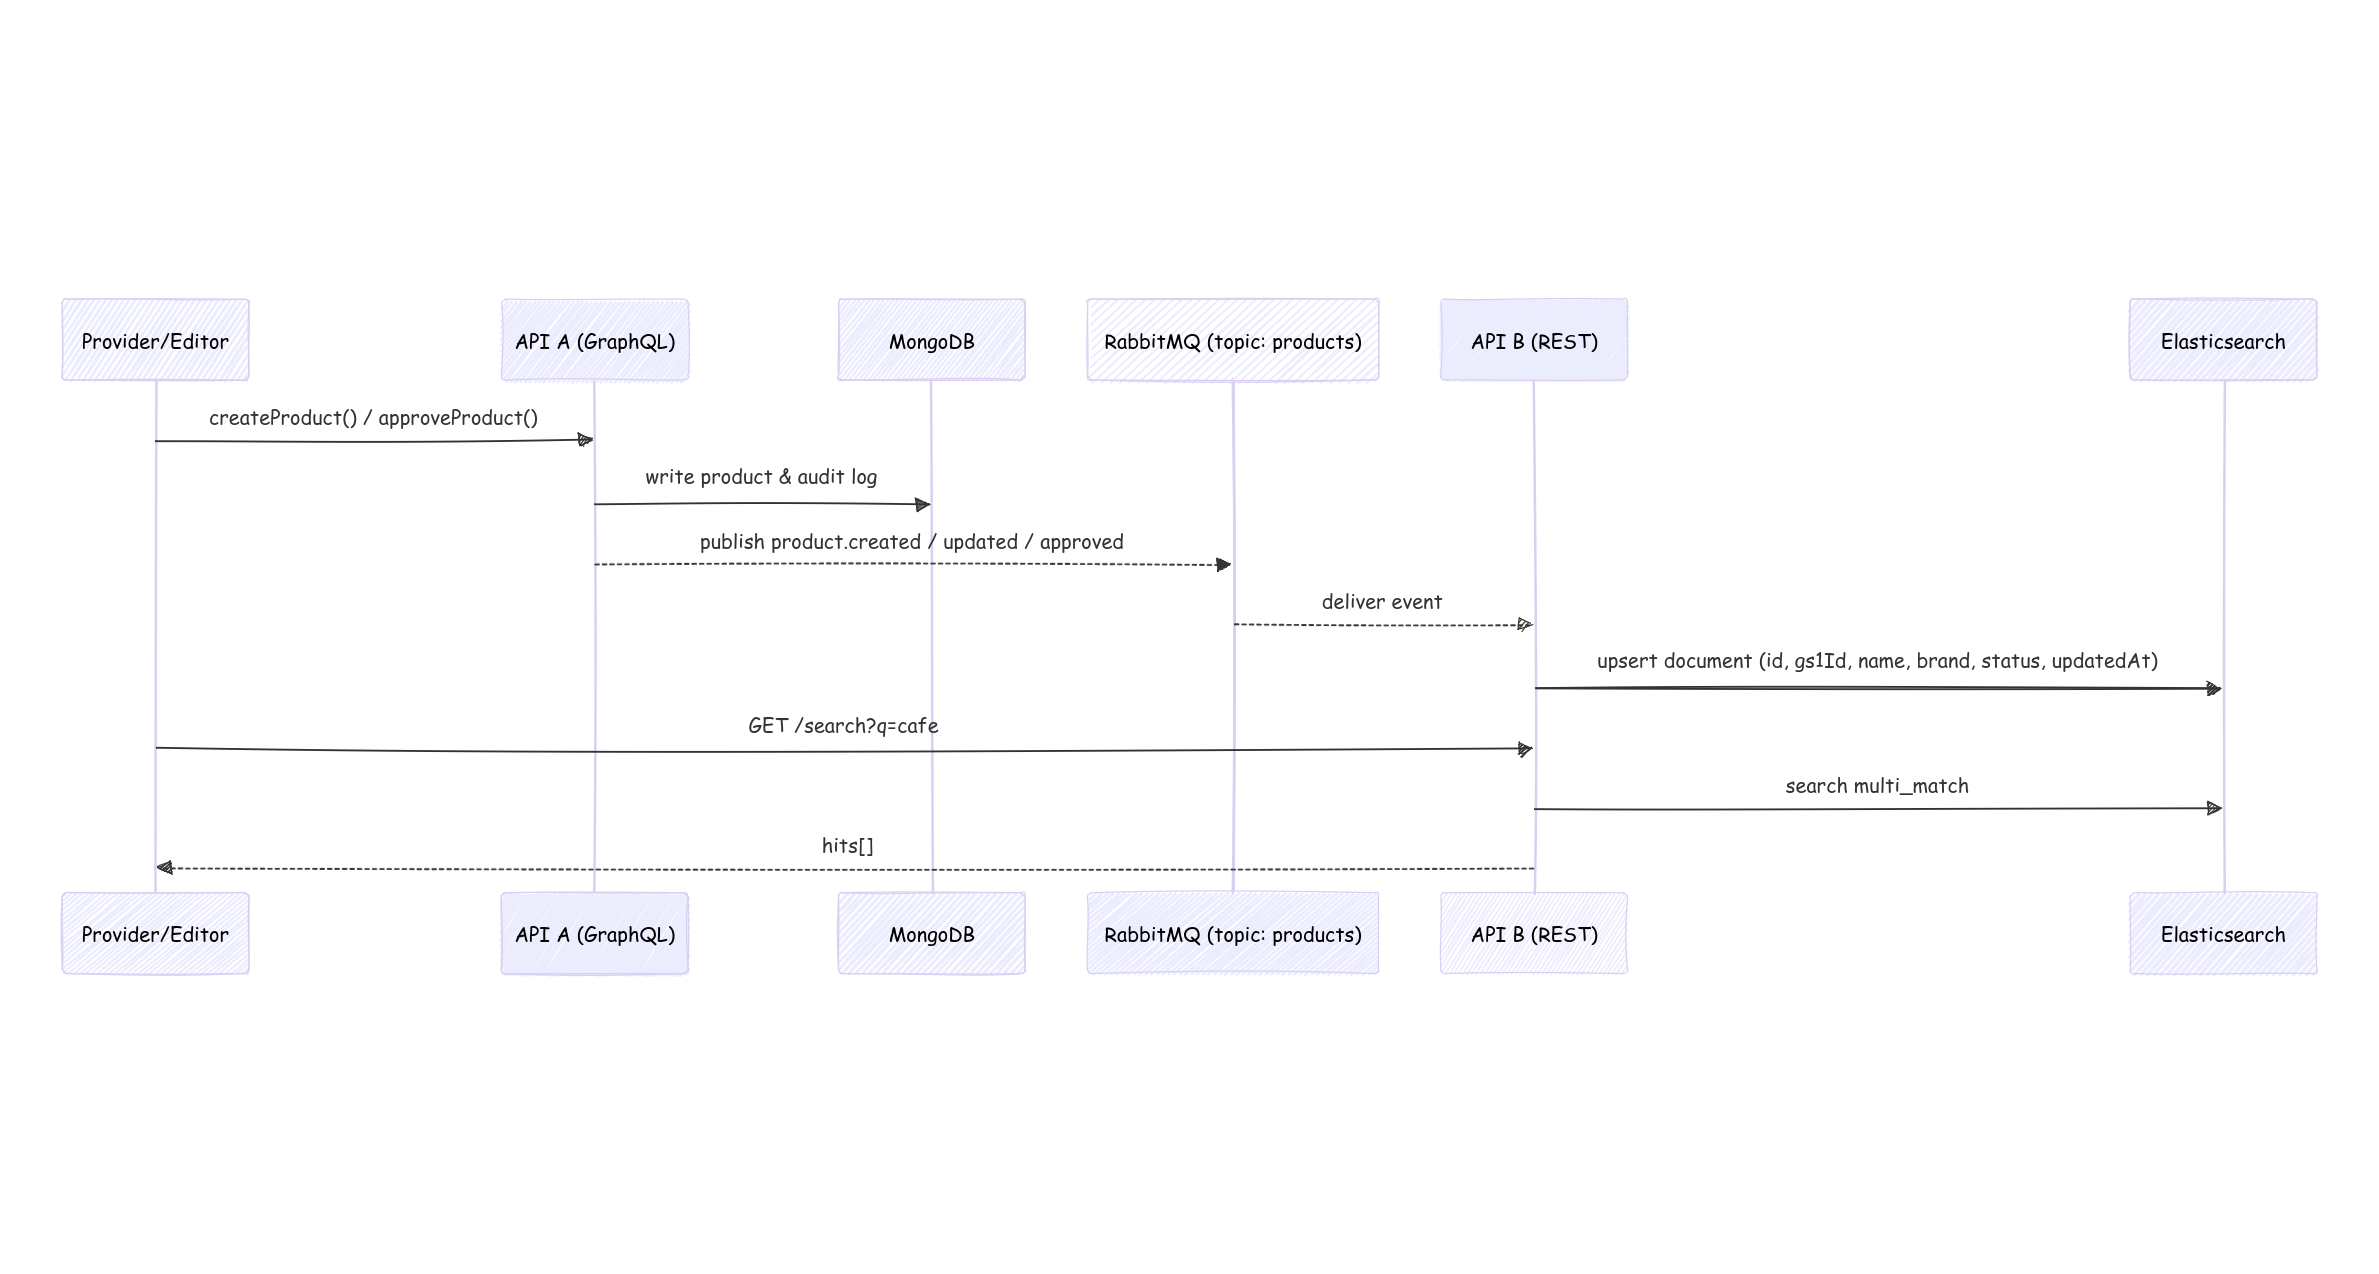 Provider/Editor
API A (GraphQL)
MongoDB
RabbitMQ (topic: products)
API B (REST)
Elasticsearch
createProduct() / approveProduct()
write product & audit log
publish product.created / updated / approved
deliver event
upsert document (id, gs1Id, name, brand, status, updatedAt)
GET /search?q=cafe
search multi_match
hits[]
Provider/Editor
API A (GraphQL)
MongoDB
RabbitMQ (topic: products)
API B (REST)
Elasticsearch